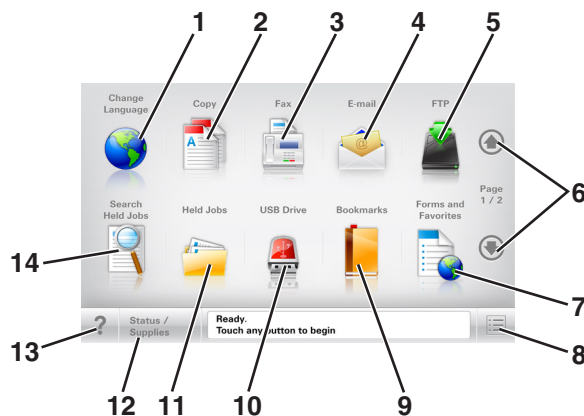 1
2
3
4
5
Change
Language
Copy
Fax
E-mail
FTP
A
@
6
Page
1 / 2
Search
Held Jobs
Held Jobs
USB Drive
Bookmarks
Forms and
Favorites
14
7
?
Status /
Supplies
Ready.
Touch any button to begin
8
13
12
11
10
9